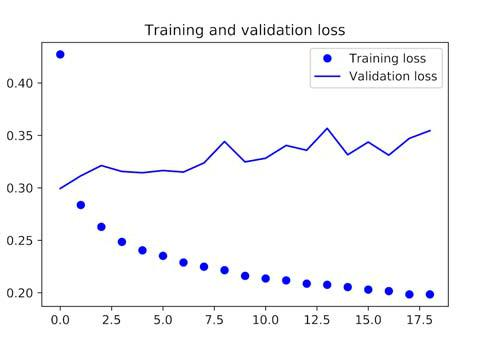 Training and validation loss
Training loss
Validation loss
0.40
0.35
0.30
0.25
0.20
0.0 2.5 5.0 7.5 10.0 12.5 15.0 17.5